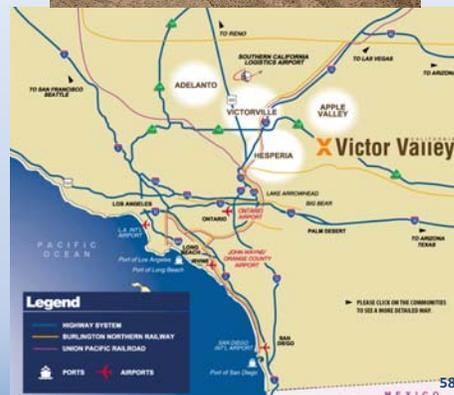 TO RENO
SOUTHERN CALIFORNIA
LOGISTICS AIRPORT
TO LAS VEGAS
TO ARIZONA
TO SAN FRANCISCO
SEATTLE
ADELANTO
VICTORVILLE
APPLE
VALLEY
CALIFORNIA
Victor Valley
HESPERIA
LAKE ARROWHEAD
BIG BEAR
LOS ANGELES
ONTARIO
ONTARIO
AIRPORT
L.A. INT'L
AIRPORT
PALM DESERT
TO ARIZONA
TEXAS
PACIFIC
OCEAN
LONG
BEACH
IRVINE
JOHN WAYNE/
ORANGE COUNTY
AIRPORT
Port of Los Angeles
Port of Long Beach
Legend
HIGHWAY SYSTEM
BURLINGTON NORTHERN RAILWAY
UNION PACIFIC RAILROAD
PORTS
AIRPORTS
PLEASE CLICK ON THE COMMUNITIES
TO SEE A MORE DETAILED MAP.
SAN DIEGO
INT'L AIRPORT
SAN
DIEGO
Port of San Diego
58
MEXICO